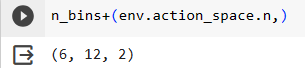 n_bins+(env.action_space.n,)
(6, 12, 2)